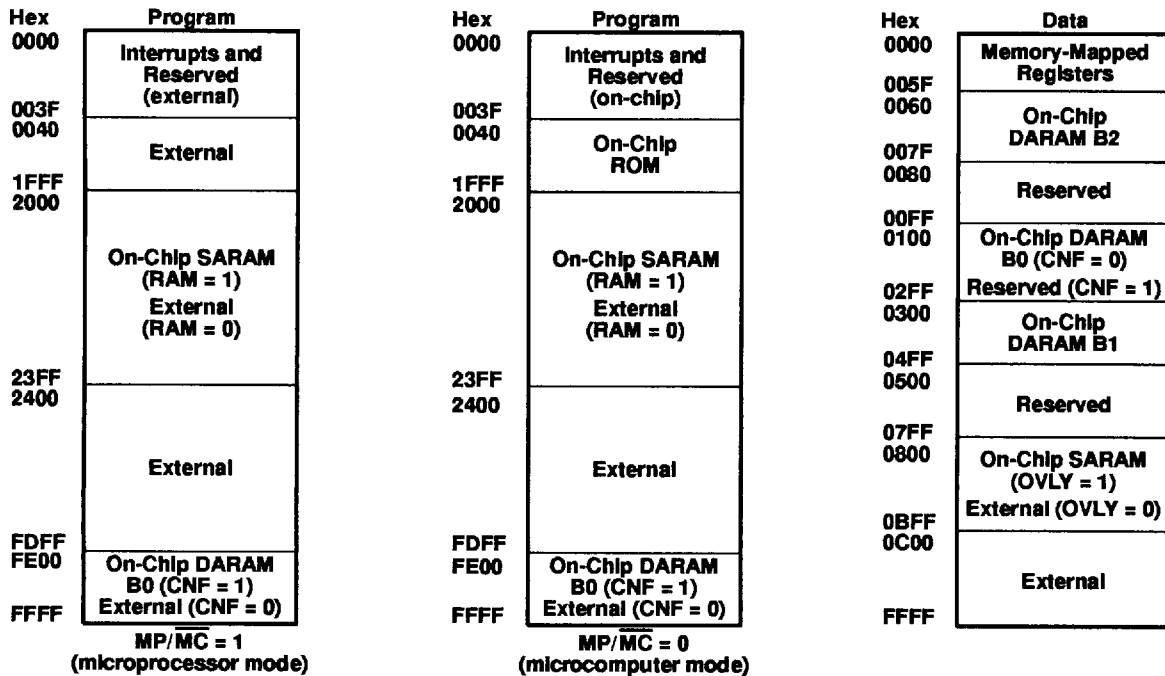 Hex Program
0000
Interrupts and
Reserved
(external)
003F
0040
External
1FFF
2000
On-Chip SARAM
(RAM = 1)
External
(RAM = 0)
23FF
2400
External
FDFF
FE00
On-Chip DARAM
B0 (CNF = 1)
External (CNF = 0)
FFFF
MP/MC = 1
(microprocessor mode)
Hex Program
0000
Interrupts and
Reserved
(on-chip)
003F
0040
On-Chip
ROM
1FFF
2000
On-Chip SARAM
(RAM = 1)
External
(RAM = 0)
23FF
2400
External
FDFF
FE00
On-Chip DARAM
B0 (CNF = 1)
External (CNF = 0)
FFFF
MP/MC = 0
(microcomputer mode)
Hex Data
0000
Memory-Mapped
Registers
005F
0060
On-Chip
DARAM B2
007F
0080
Reserved
00FF
0100
On-Chip DARAM
B0 (CNF = 0)
Reserved (CNF = 1)
02FF
0300
On-Chip
DARAM B1
04FF
0500
Reserved
07FF
0800
On-Chip SARAM
(OVLY = 1)
External (OVLY = 0)
0BFF
0C00
External
FFFF